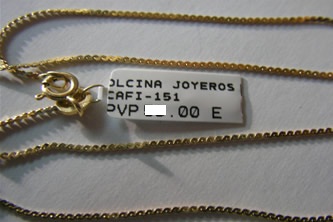 OLCINA JOYEROS
CAFI-151
PVP .00 E